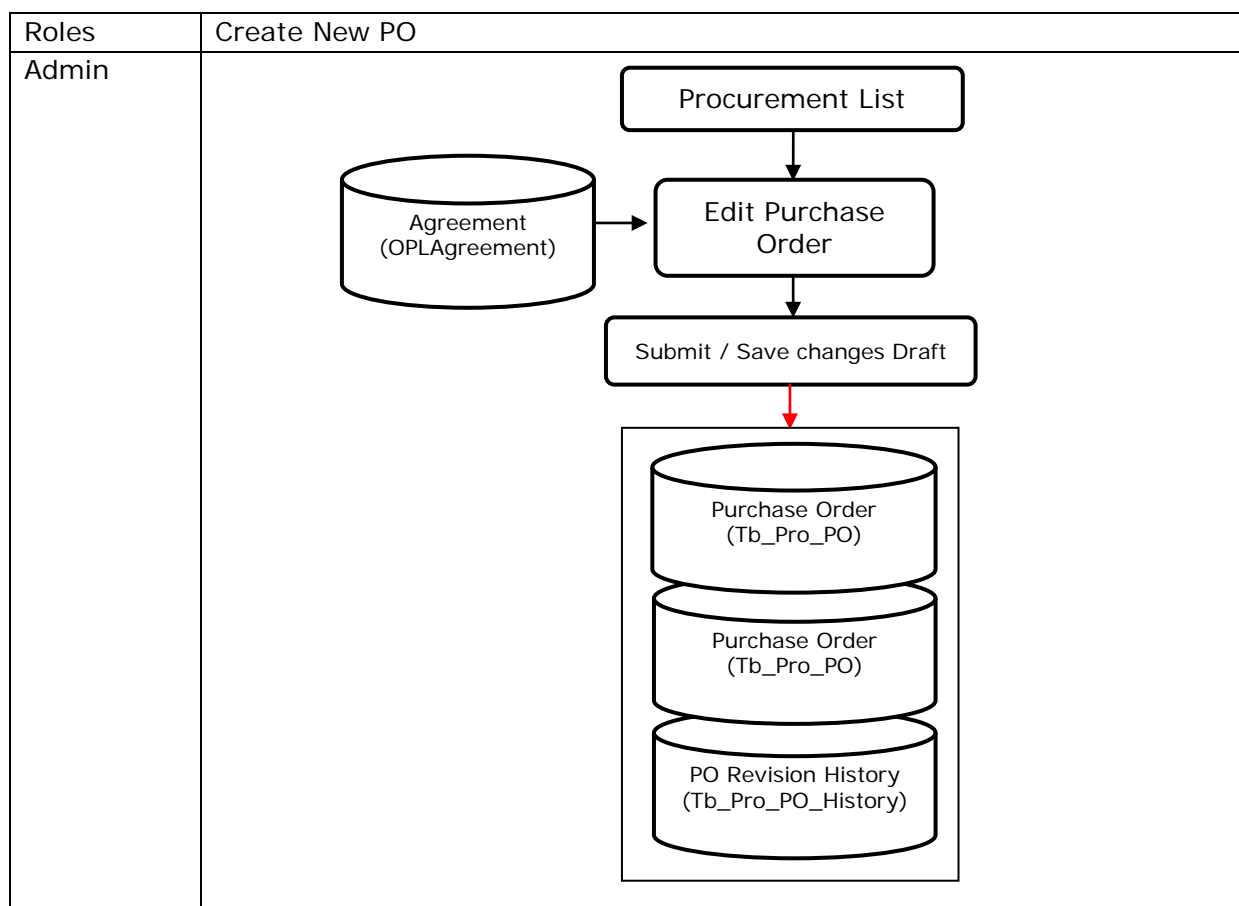 Roles
Create New PO
Admin
Procurement List
Agreement
(OPLAgreement)
Edit Purchase
Order
Submit / Save changes Draft
Purchase Order
(Tb_Pro_PO)
Purchase Order
(Tb_Pro_PO)
PO Revision History
(Tb_Pro_PO_History)